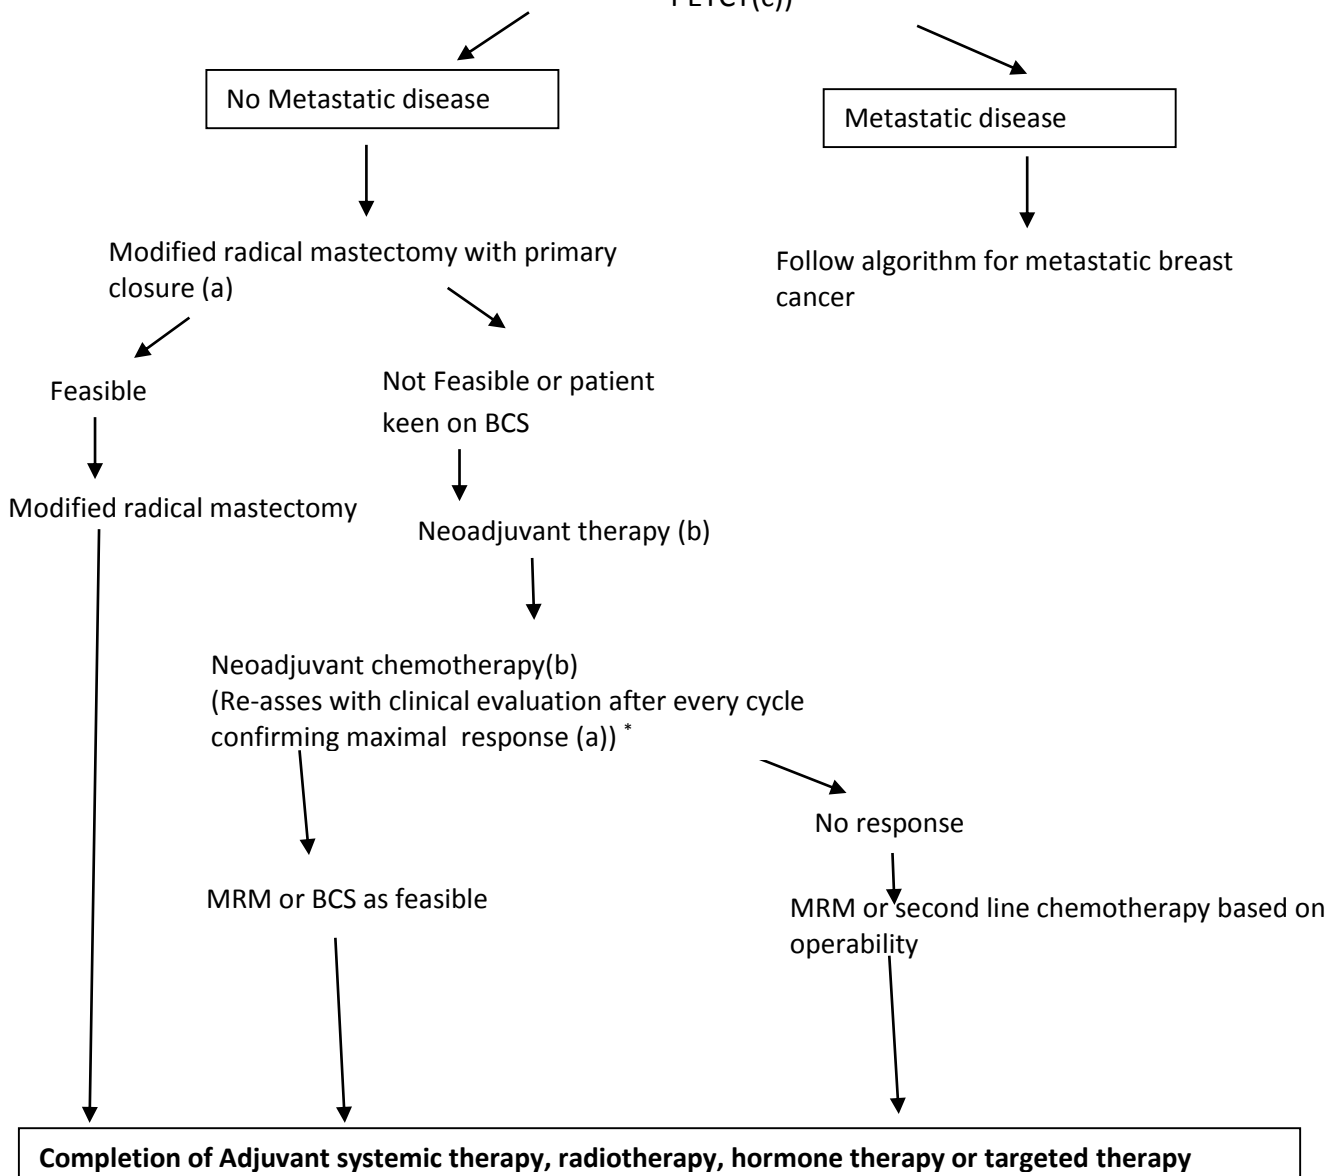 PETCT(c))
No Metastatic disease
Metastatic disease
Modified radical mastectomy with primary
closure (a)
Follow algorithm for metastatic breast
cancer
Feasible
Not Feasible or patient
keen on BCS
Modified radical mastectomy
Neoadjuvant therapy (b)
Neoadjuvant chemotherapy(b)
(Re-asses with clinical evaluation after every cycle
confirming maximal response (a)) *
No response
MRM or BCS as feasible
MRM or second line chemotherapy based on
operability
Completion of Adjuvant systemic therapy, radiotherapy, hormone therapy or targeted therapy